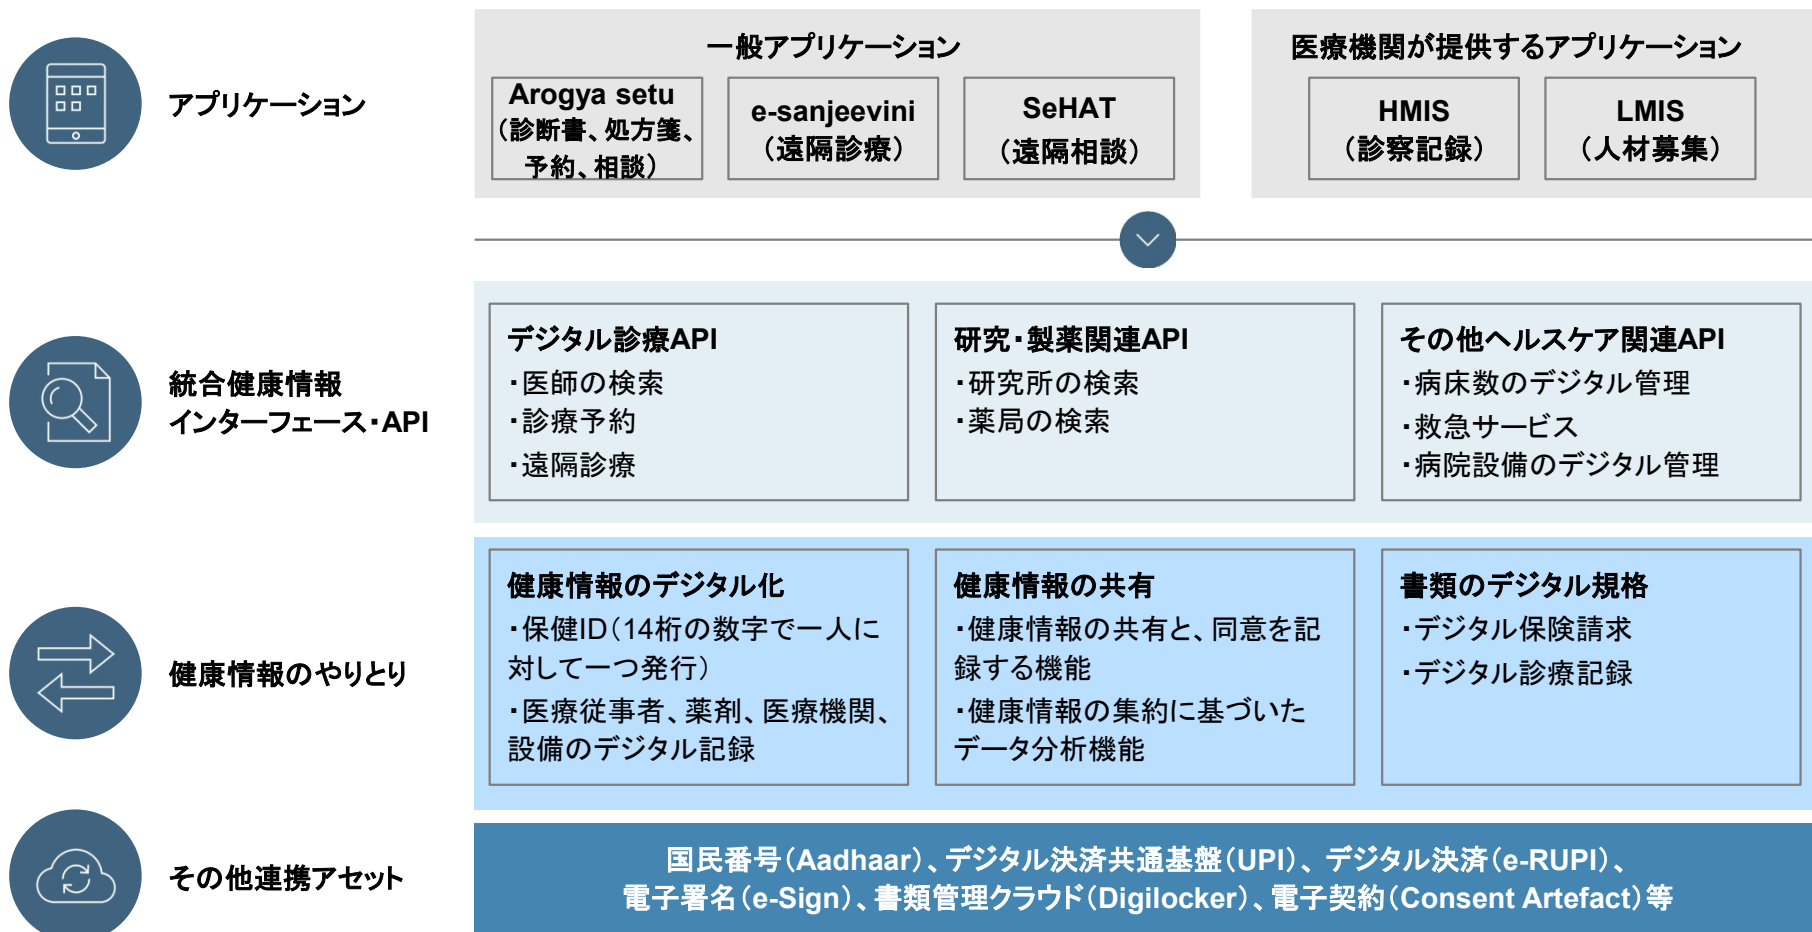 アプリケーション
一般アプリケーション
Arogya setu
（診断書、処方箋、
予約、相談）
e-sanjeevini
（遠隔診療）
SeHAT
（遠隔相談）
医療機関が提供するアプリケーション
HMIS
（診察記録）
LMIS
（人材募集）
統合健康情報
インターフェース・API
デジタル診療API
・医師の検索
・診療予約
・遠隔診療
研究・製薬関連API
・研究所の検索
・薬局の検索
その他ヘルスケア関連API
・病床数のデジタル管理
・救急サービス
・病院設備のデジタル管理
健康情報のやりとり
健康情報のデジタル化
・保健ID（14桁の数字で一人に
対して一つ発行）
・医療従事者、薬剤、医療機関、
設備のデジタル記録
健康情報の共有
・健康情報の共有と、同意を記
録する機能
・健康情報の集約に基づいた
データ分析機能
書類のデジタル規格
・デジタル保険請求
・デジタル診療記録
その他連携アセット
国民番号（Aadhaar）、デジタル決済共通基盤（UPI）、デジタル決済（e-RUPI）、
電子署名（e-Sign）、書類管理クラウド（Digilocker）、電子契約（Consent Artefact）等